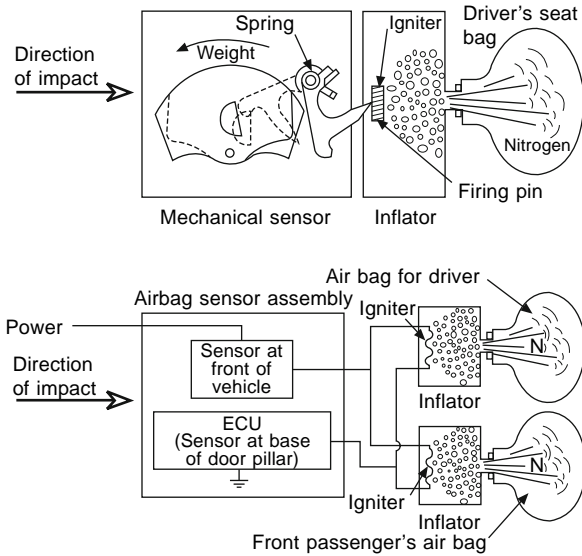 Direction
of impact
Spring
Weight
Igniter
Driver's seat
bag
Nitrogen
Firing pin
Mechanical sensor
Inflator
Air bag for driver
Airbag sensor assembly
Igniter
Power
Direction
of impact
Sensor at
front of
vehicle
N
Inflator
ECU
(Sensor at base
of door pillar)
N
Igniter
Inflator
Front passenger's air bag